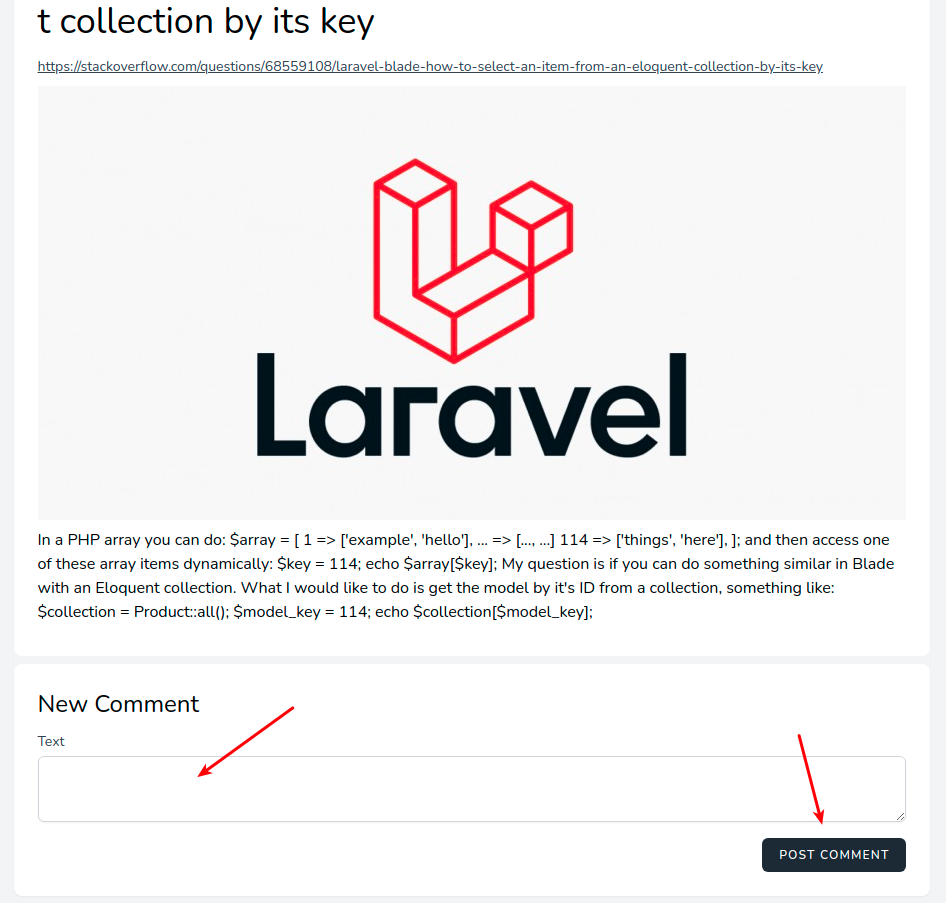 t collection by its key
https://stackoverflow.com/questions/68559108/laravel-blade-how-to-select-an-item-from-an-eloquent-collection-by-its-key
Laravel
In a PHP array you can do: $array = [ 1 => ['example', 'hello'], ... => [..., ...] 114 => ['things', 'here'], ]; and then access one
of these array items dynamically: $key = 114; echo $array[$key]; My question is if you can do something similar in Blade
with an Eloquent collection. What I would like to do is get the model by it's ID from a collection, something like:
$collection = Product::all(); $model_key = 114; echo $collection[$model_key];
New Comment
Text
POST COMMENT